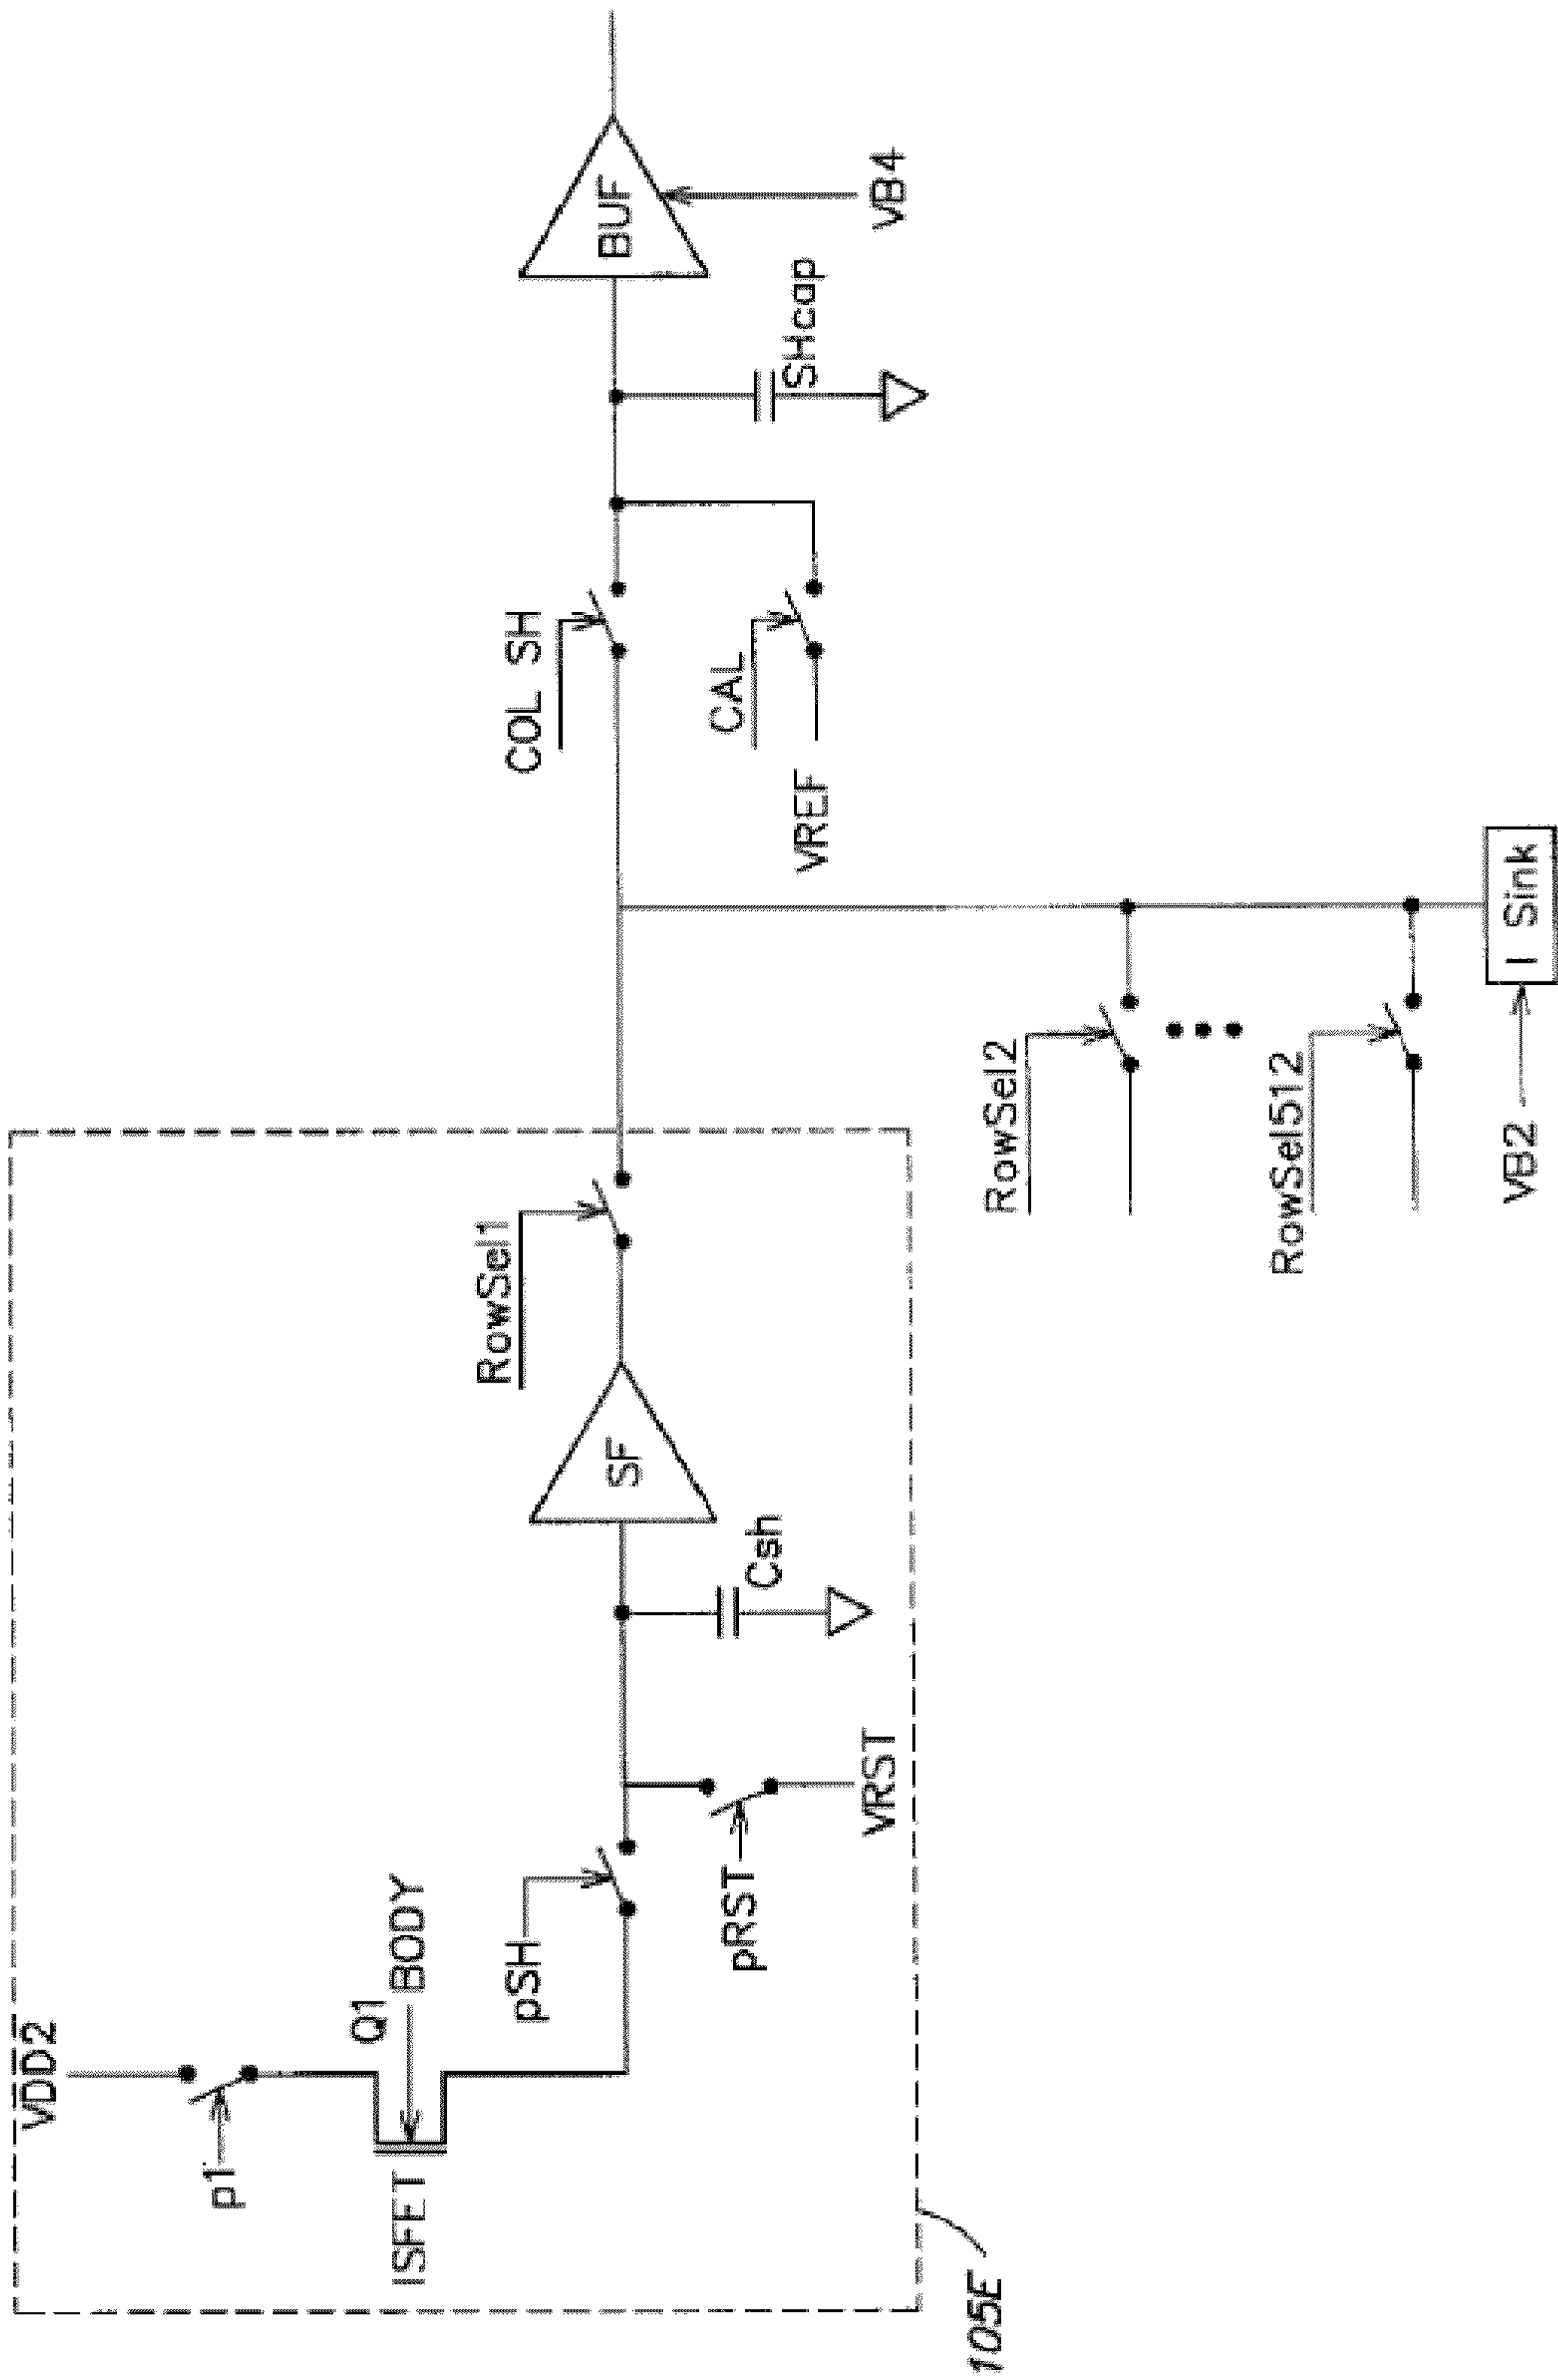 VDD2
p1
ISFET
Q1
BODY
pSH
pRST
VRST
Csh
SF
RowSel1
105E
RowSel2
RowSel512
VB2
I Sink
COL SH
CAL
VREF
SHcap
BUF
VB4